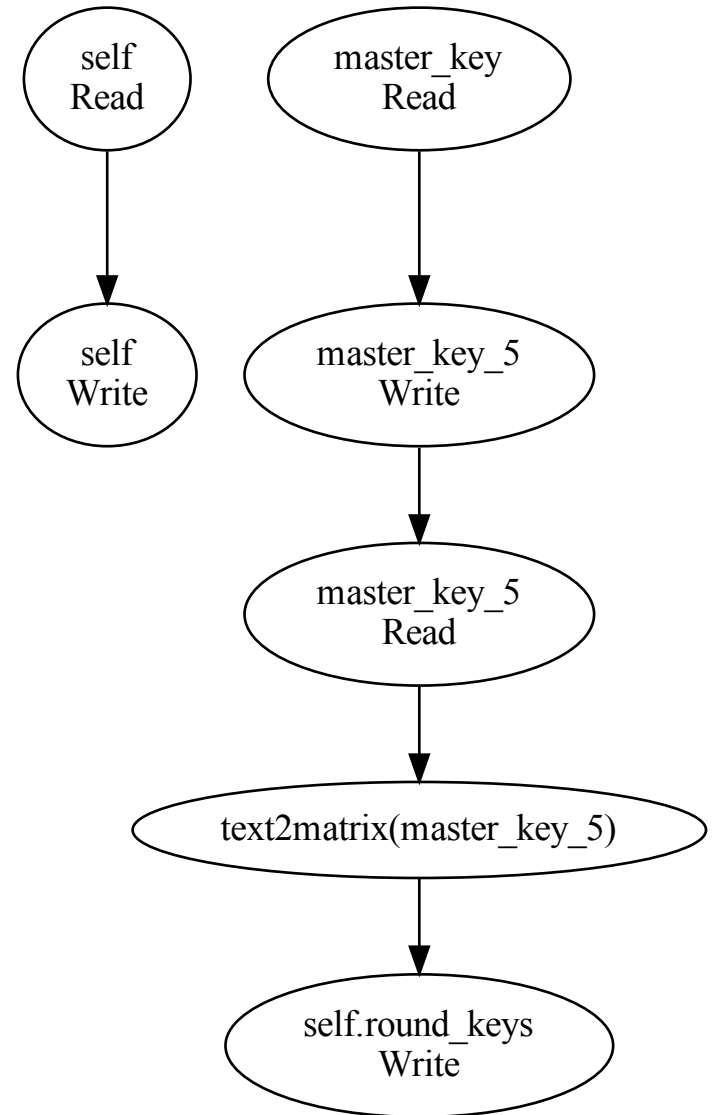 self
Read
master_key
Read
self
Write
master_key_5
Write
master_key_5
Read
text2matrix(master_key_5)
self.round_keys
Write